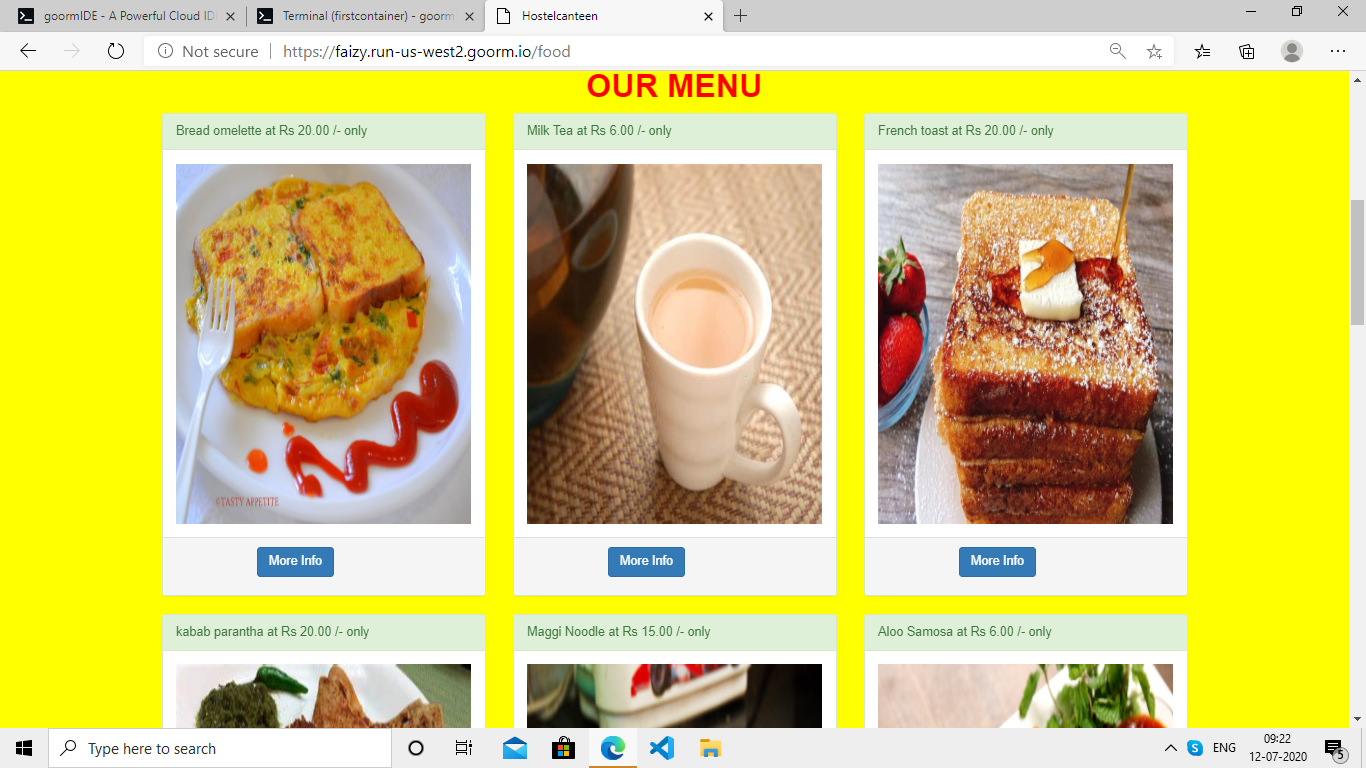 goormIDE - A Powerful Cloud ID
Terminal (firstcontainer) - goorm
Hostelcanteen
Not secure
https://faizy.run-us-west2.goorm.io/food
OUR MENU
Bread omelette at Rs 20.00 /- only
Milk Tea at Rs 6.00 /- only
French toast at Rs 20.00 /- only
©TASTY APPETITE
More Info
More Info
More Info
kabab parantha at Rs 20.00 /- only
Maggi Noodle at Rs 15.00 /- only
Aloo Samosa at Rs 6.00 /- only
Type here to search
S
ENG
09:22
12-07-2020
5